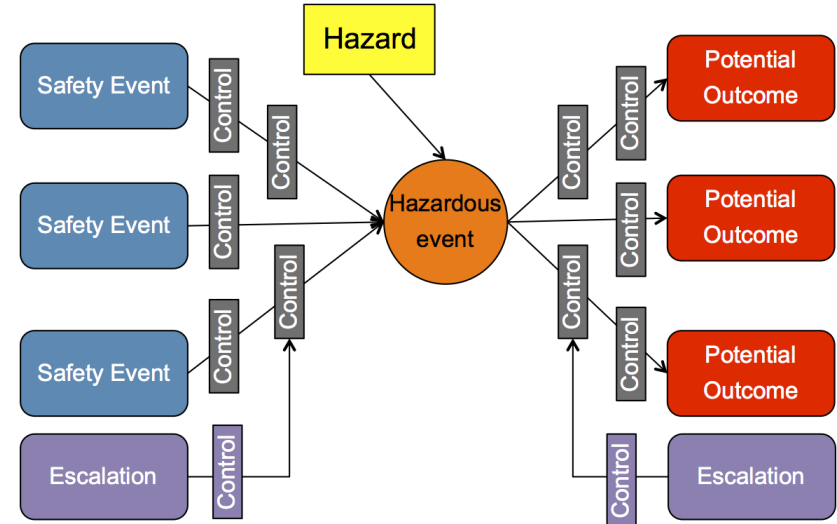 Hazard
Safety Event
Control
Control
Control
Control
Potential
Outcome
Safety Event
Control
Hazardous
event
Control
Potential
Outcome
Safety Event
Control
Control
Control
Control
Potential
Outcome
Escalation
Control
Control
Escalation